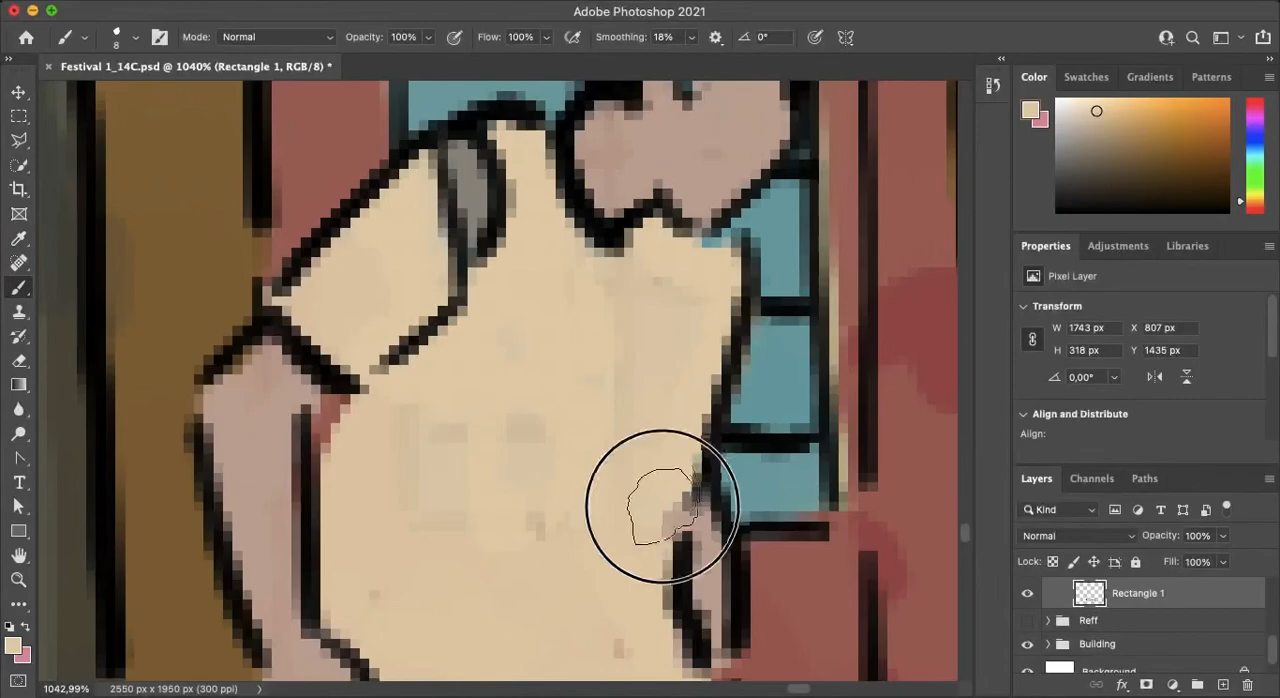 Adobe Photoshop 2021
8
Mode: Normal
Opacity: 100%
Flow: 100%
Smoothing: 18%
0°
Festival 1_14C.psd @ 1040% (Rectangle 1, RGB/8) *
Color Swatches Gradients Patterns
Properties Adjustments Libraries
Pixel Layer
Transform
W 1743 px X 807 px
H 318 px Y 1435 px
0,00°
Align and Distribute
Align:
Layers Channels Paths
Kind
Normal Opacity: 100%
Lock: Fill: 100%
Rectangle 1
Reff
Building
Background
1042,99% 2550 px x 1950 px (300 ppi)